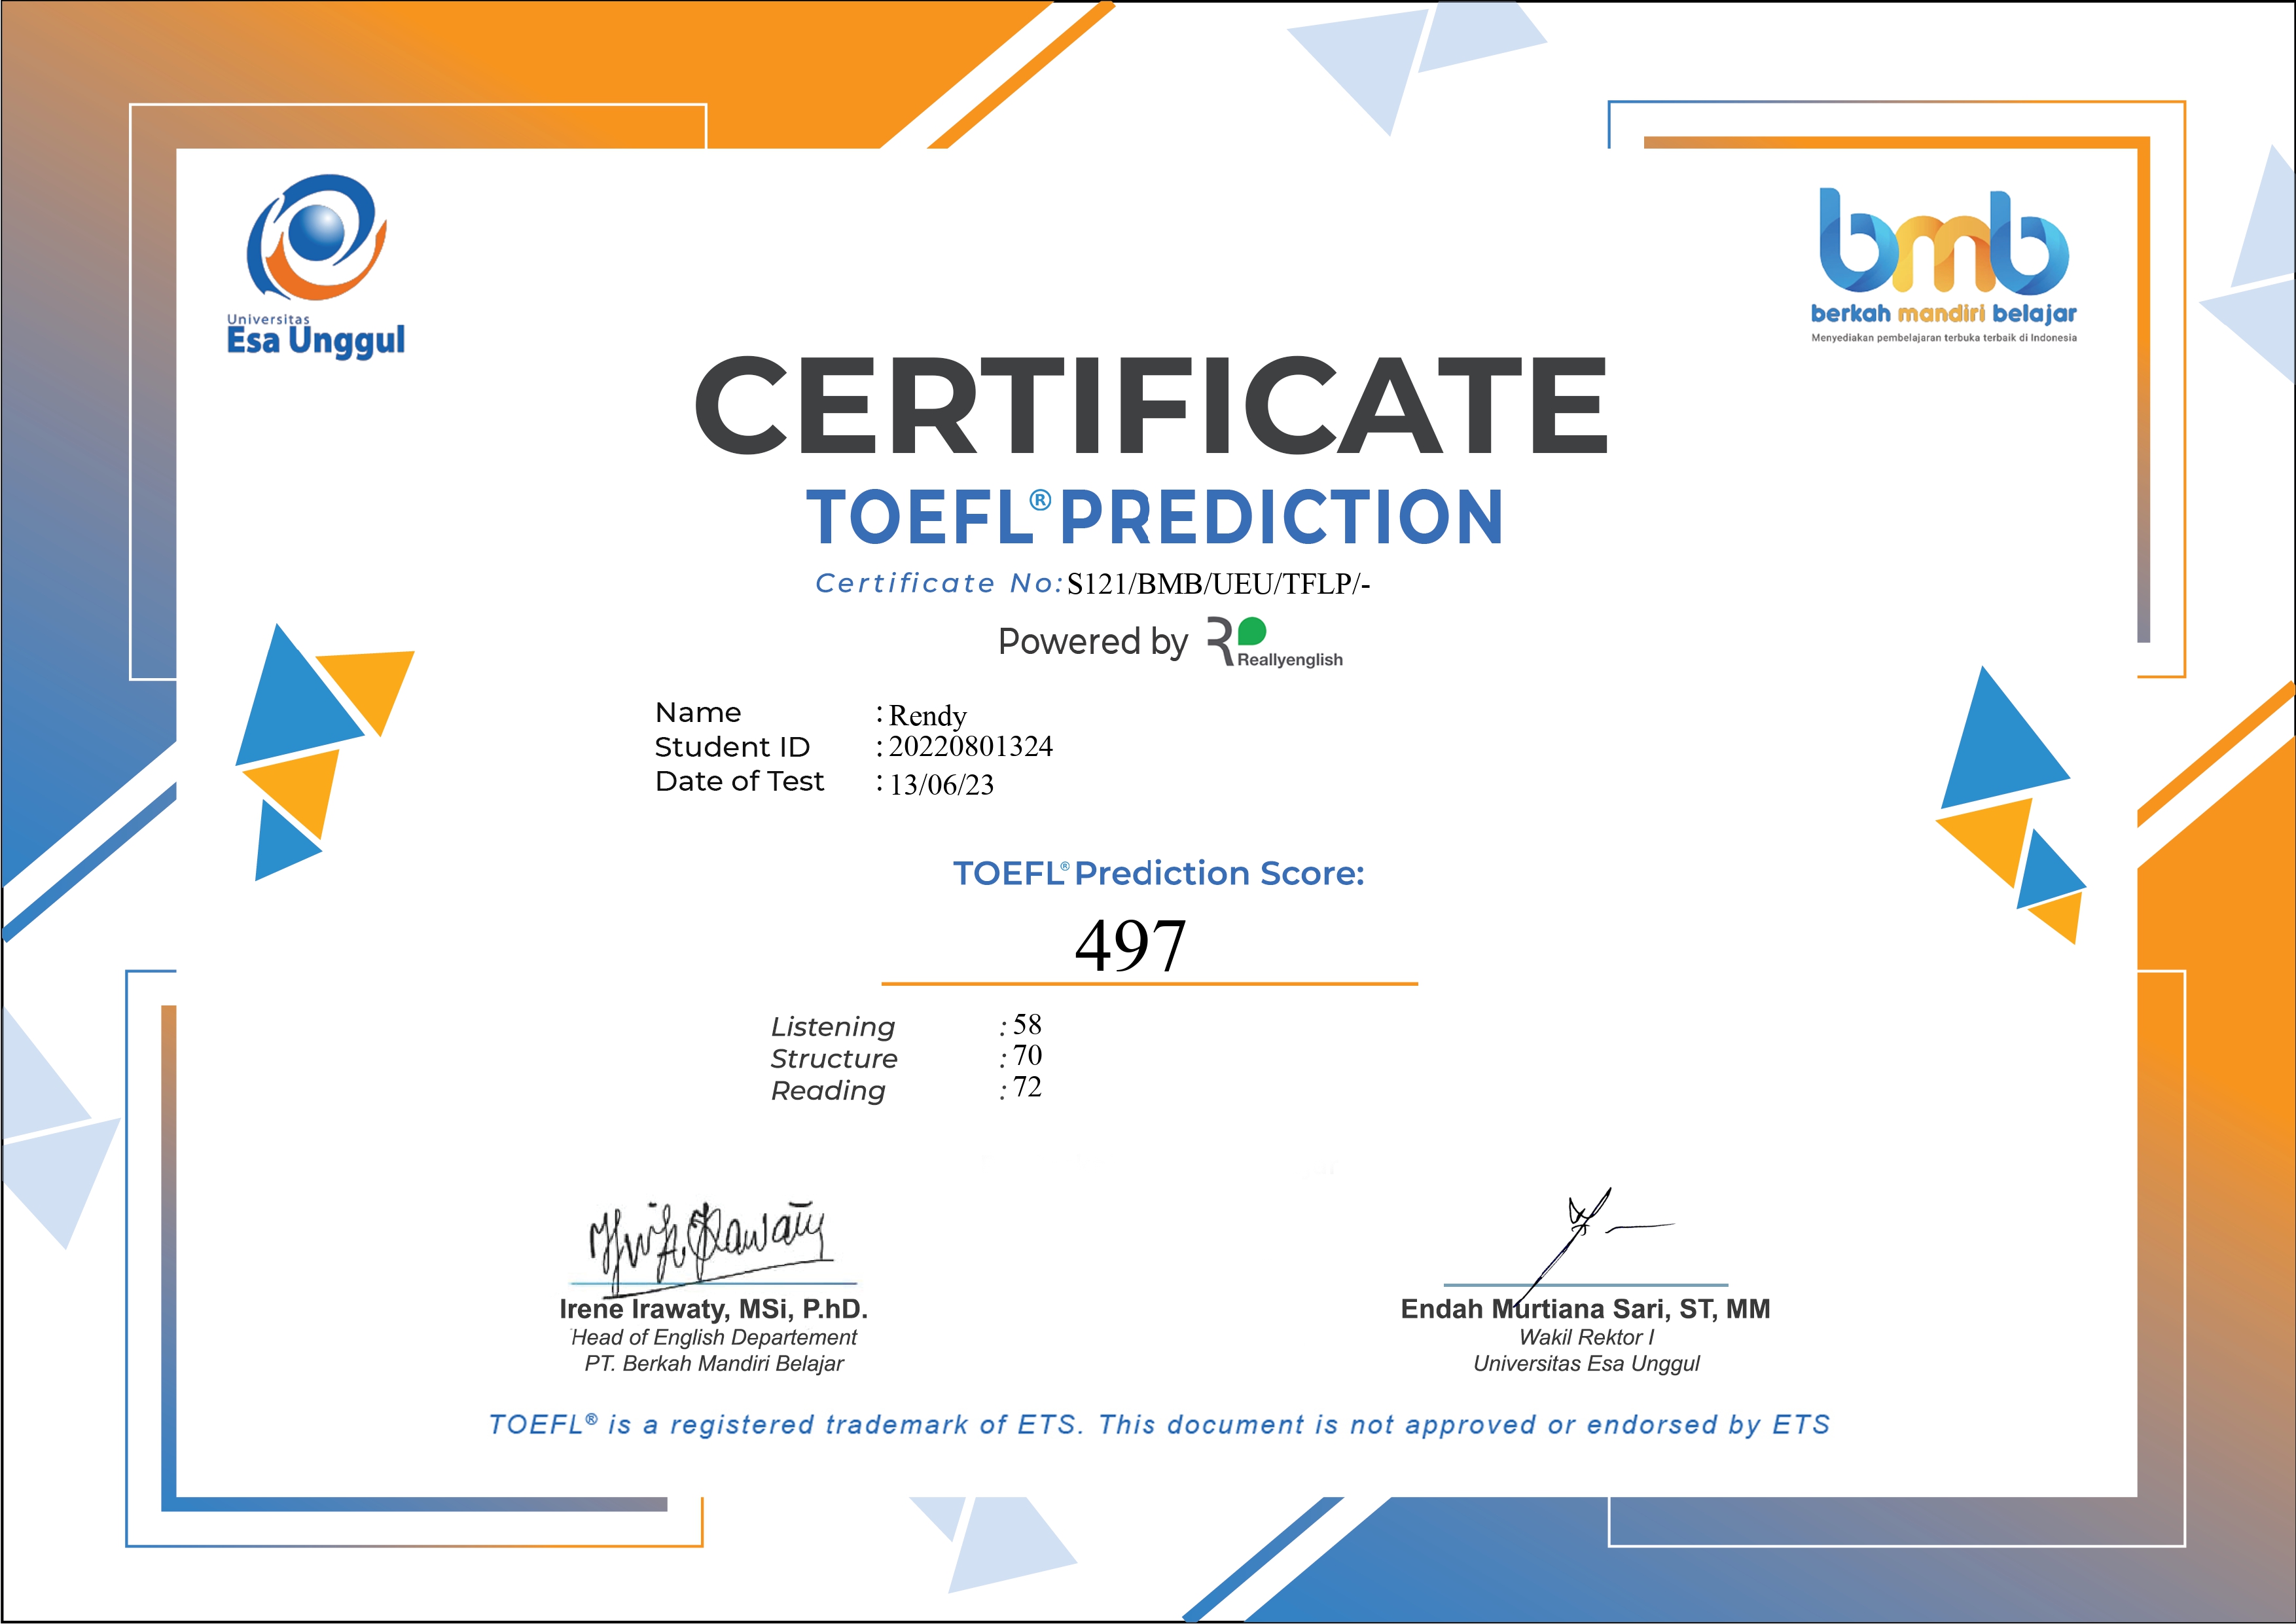 Universitas
Esa Unggul
bmb
berkah mandiri belajar
Menyediakan pembelajaran terbuka terbaik di Indonesia
CERTIFICATE
TOEFL® PREDICTION
Certificate No: S121/BMB/UEU/TFLP/-
Powered by Reallyenglish
Name : Rendy
Student ID : 20220801324
Date of Test : 13/06/23
TOEFL® Prediction Score:
497
Listening : 58
Structure : 70
Reading : 72
Irene Irawaty, MSi, P.hD.
Head of English Departement
PT. Berkah Mandiri Belajar
Endah Murtiana Sari, ST, MM
Wakil Rektor I
Universitas Esa Unggul
TOEFL® is a registered trademark of ETS. This document is not approved or endorsed by ETS